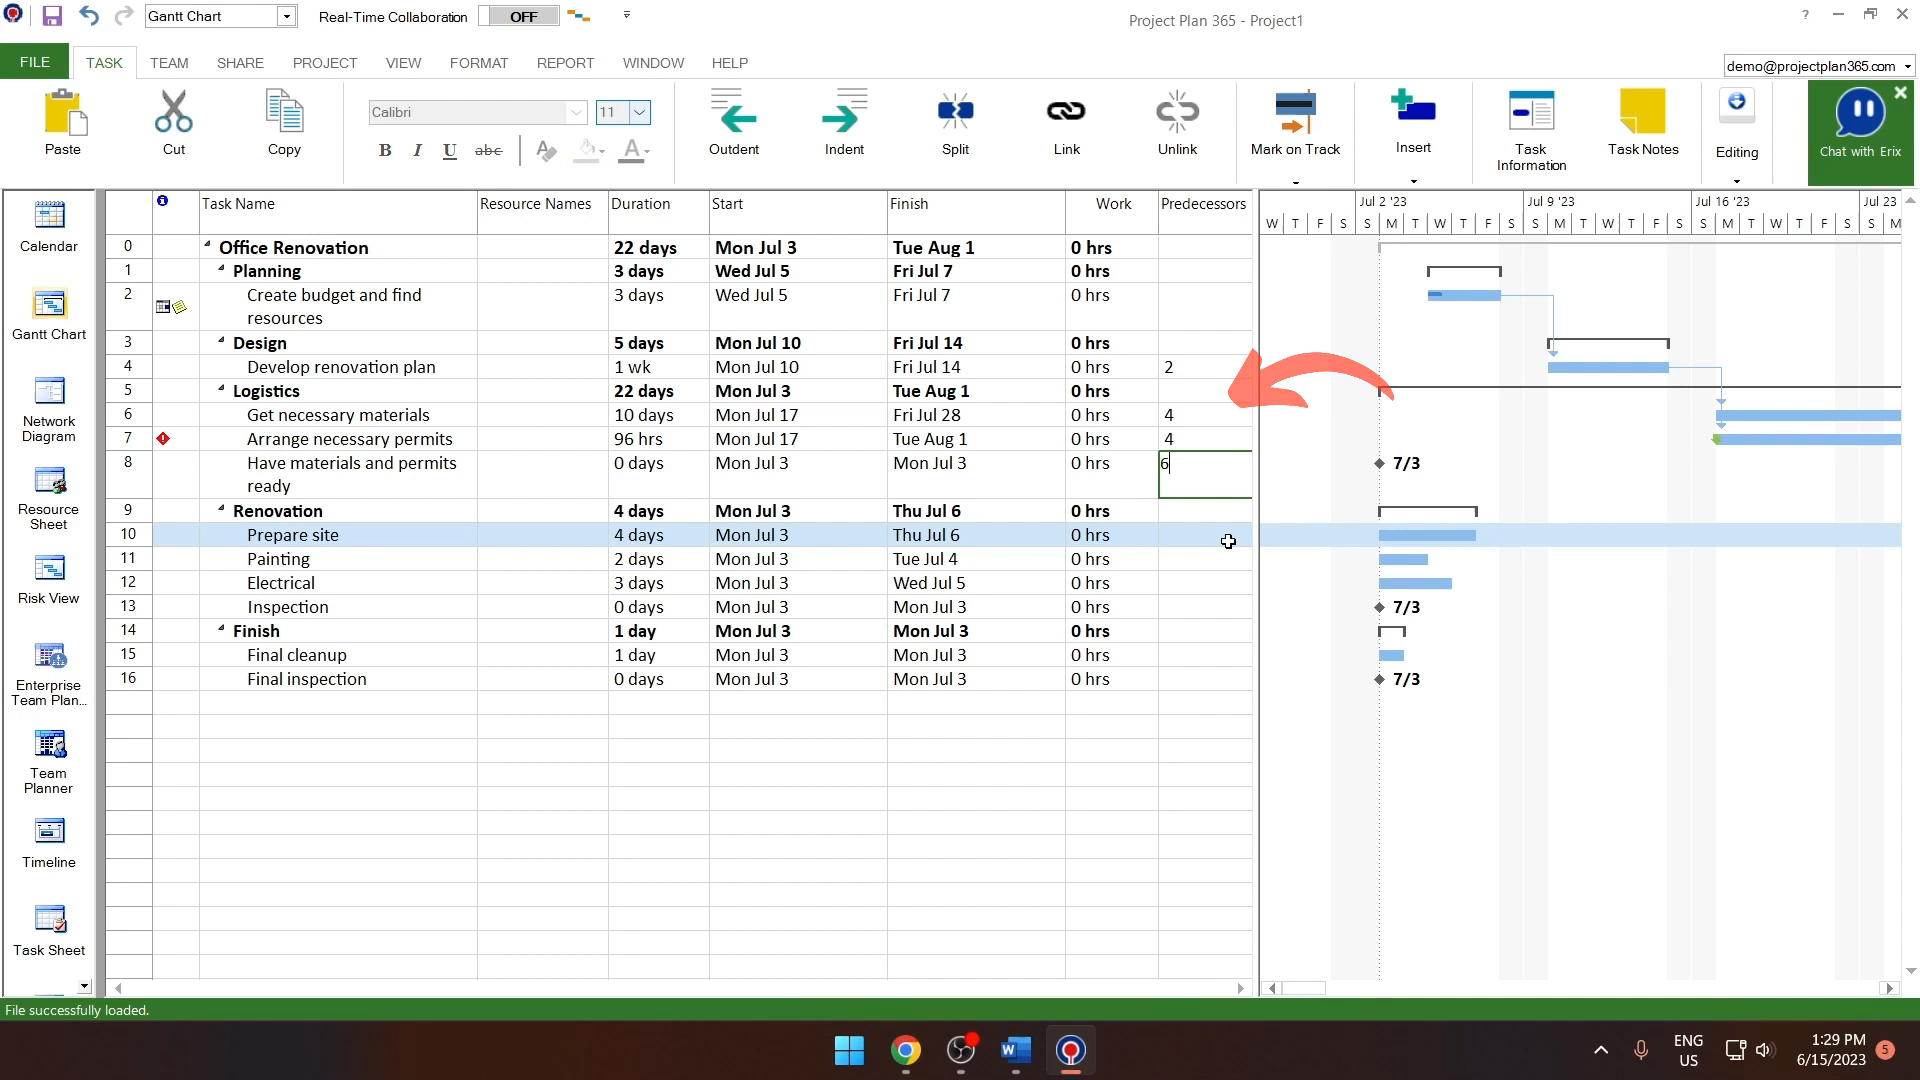 Gantt Chart
Real-Time Collaboration
OFF
Project Plan 365 - Project1
?
FILE
TASK
TEAM
SHARE
PROJECT
VIEW
FORMAT
REPORT
WINDOW
HELP
demo@projectplan365.com
Paste
Cut
Copy
Calibri
11
B I U abc
A
Outdent
Indent
Split
Link
Unlink
Mark on Track
Insert
Task
Information
Task Notes
Editing
Chat with Erix
Calendar
Gantt Chart
Network
Diagram
Resource
Sheet
Risk View
Enterprise
Team Plan...
Team
Planner
Timeline
Task Sheet
Task Name Resource Names Duration Start Finish Work Predecessors
0 Office Renovation 22 days Mon Jul 3 Tue Aug 1 0 hrs
1 Planning 3 days Wed Jul 5 Fri Jul 7 0 hrs
2 Create budget and find 3 days Wed Jul 5 Fri Jul 7 0 hrs
resources
3 Design 5 days Mon Jul 10 Fri Jul 14 0 hrs
4 Develop renovation plan 1 wk Mon Jul 10 Fri Jul 14 0 hrs 2
5 Logistics 22 days Mon Jul 3 Tue Aug 1 0 hrs
6 Get necessary materials 10 days Mon Jul 17 Fri Jul 28 0 hrs 4
7 Arrange necessary permits 96 hrs Mon Jul 17 Tue Aug 1 0 hrs 4
8 Have materials and permits 0 days Mon Jul 3 Mon Jul 3 0 hrs 6
ready
9 Renovation 4 days Mon Jul 3 Thu Jul 6 0 hrs
10 Prepare site 4 days Mon Jul 3 Thu Jul 6 0 hrs
11 Painting 2 days Mon Jul 3 Tue Jul 4 0 hrs
12 Electrical 3 days Mon Jul 3 Wed Jul 5 0 hrs
13 Inspection 0 days Mon Jul 3 Mon Jul 3 0 hrs
14 Finish 1 day Mon Jul 3 Mon Jul 3 0 hrs
15 Final cleanup 1 day Mon Jul 3 Mon Jul 3 0 hrs
16 Final inspection 0 days Mon Jul 3 Mon Jul 3 0 hrs
Jul 2 '23 Jul 9 '23 Jul 16 '23 Jul 23
W T F S S M T W T F S S M T W T F S S M T W T F S S M
7/3
7/3
7/3
File successfully loaded.
ENG
US
1:29 PM
6/15/2023
5